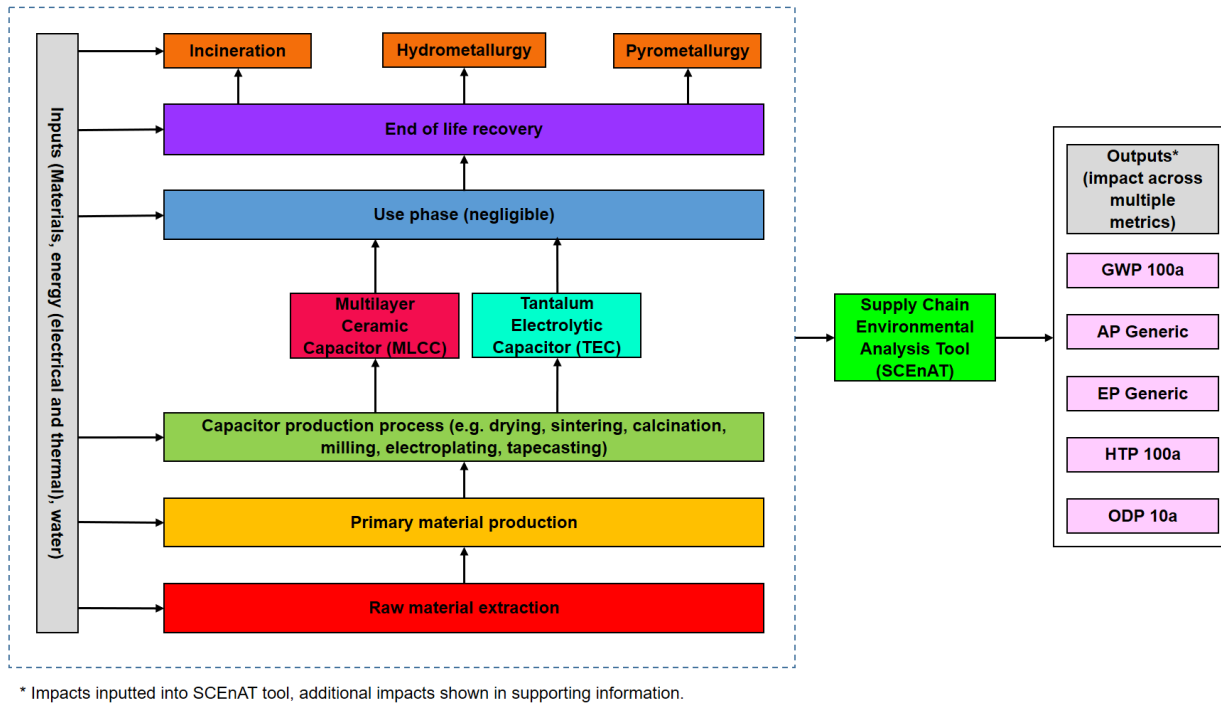 Incineration
Hydrometallurgy
Pyrometallurgy
Inputs (Materials, energy (electrical and thermal), water)
End of life recovery
Use phase (negligible)
Multilayer
Ceramic
Capacitor (MLCC)
Tantalum
Electrolytic
Capacitor (TEC)
Capacitor production process (e.g. drying, sintering, calcination,
milling, electroplating, tapecasting)
Primary material production
Raw material extraction
Supply Chain
Environmental
Analysis Tool
(SCEnAT)
Outputs*
(impact across
multiple
metrics)
GWP 100a
AP Generic
EP Generic
HTP 100a
ODP 10a
* Impacts inputted into SCEnAT tool, additional impacts shown in supporting information.